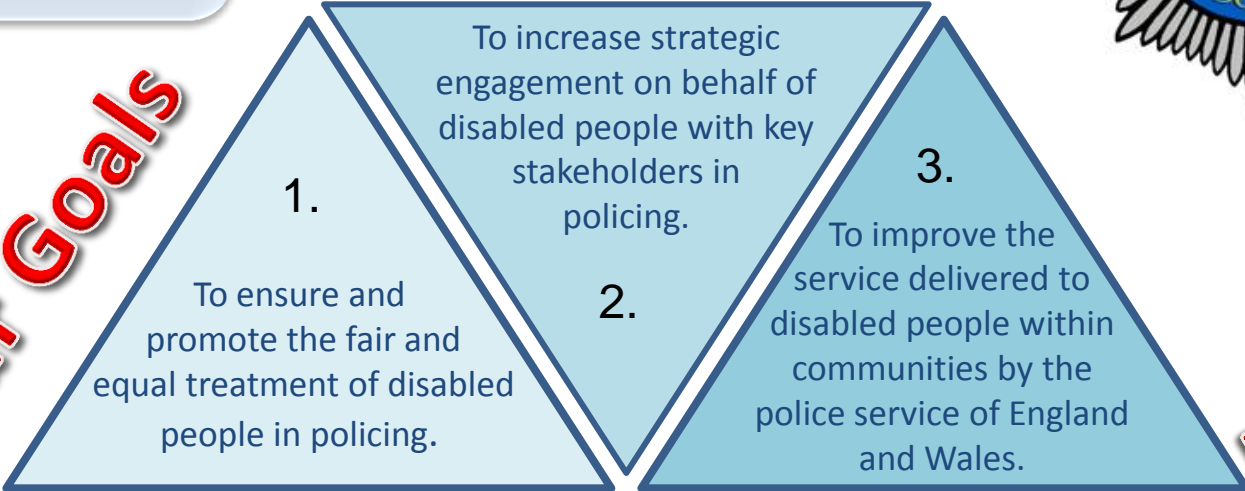 Goals
1.
To ensure and
promote the fair and
equal treatment of disabled
people in policing.
To increase strategic
engagement on behalf of
disabled people with key
stakeholders in
policing.
2.
3.
To improve the
service delivered to
disabled people within
communities by the
police service of England
and Wales.